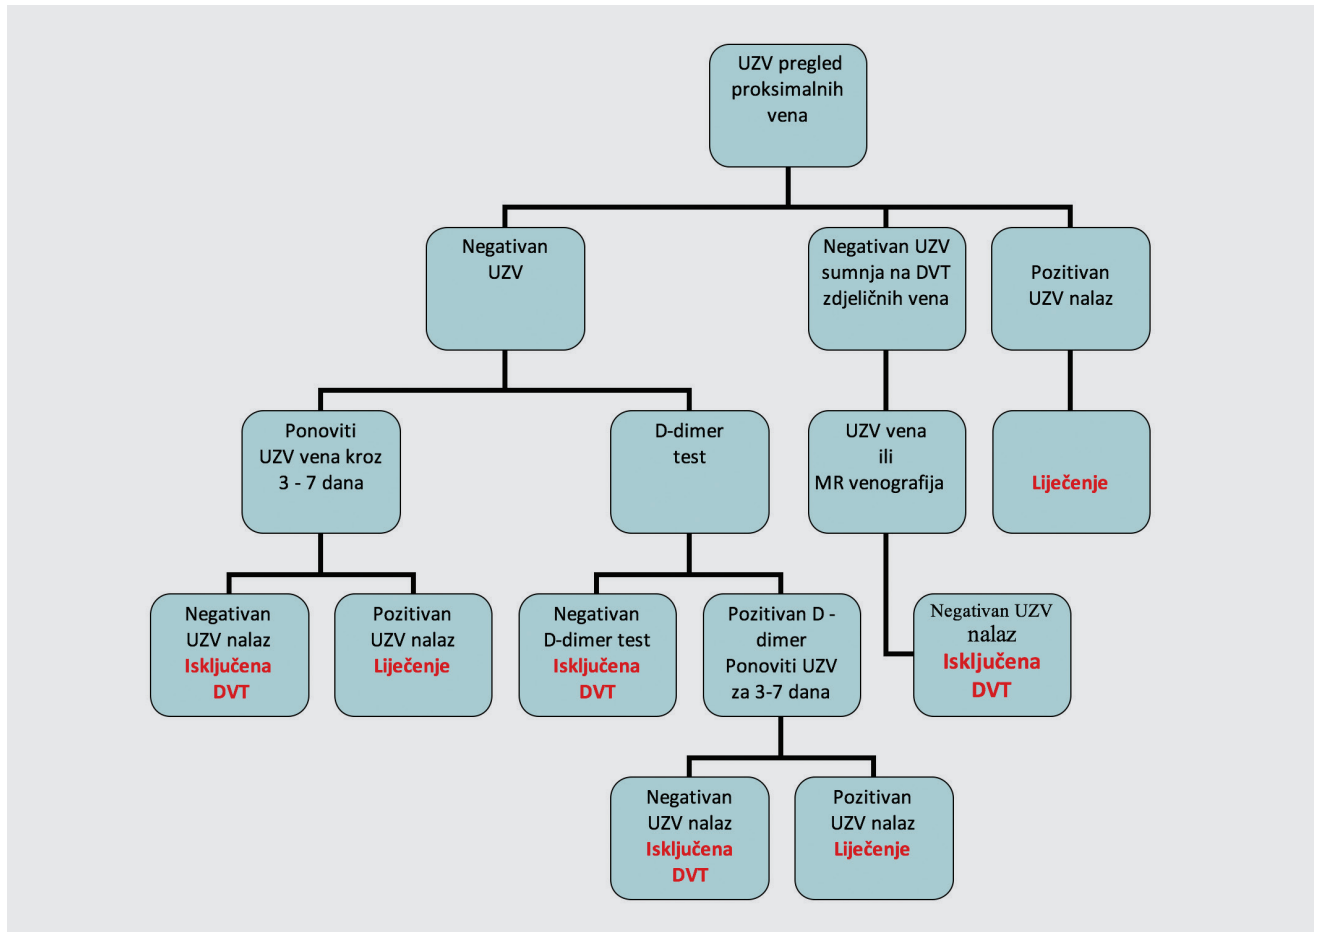 UZV pregled
proksimalnih
vena
Negativan
UZV
Negativan UZV
sumnja na DVT
zdjeličnih vena
Pozitivan
UZV nalaz
Ponoviti
UZV vena kroz
3 - 7 dana
D-dimer
test
UZV vena
ili
MR venografija
Liječenje
Negativan
UZV nalaz
Isključena
DVT
Pozitivan
UZV nalaz
Liječenje
Negativan
D-dimer test
Isključena
DVT
Pozitivan D -
dimer
Ponoviti UZV
za 3-7 dana
Negativan UZV
nalaz
Isključena
DVT
Negativan
UZV nalaz
Isključena
DVT
Pozitivan
UZV nalaz
Liječenje